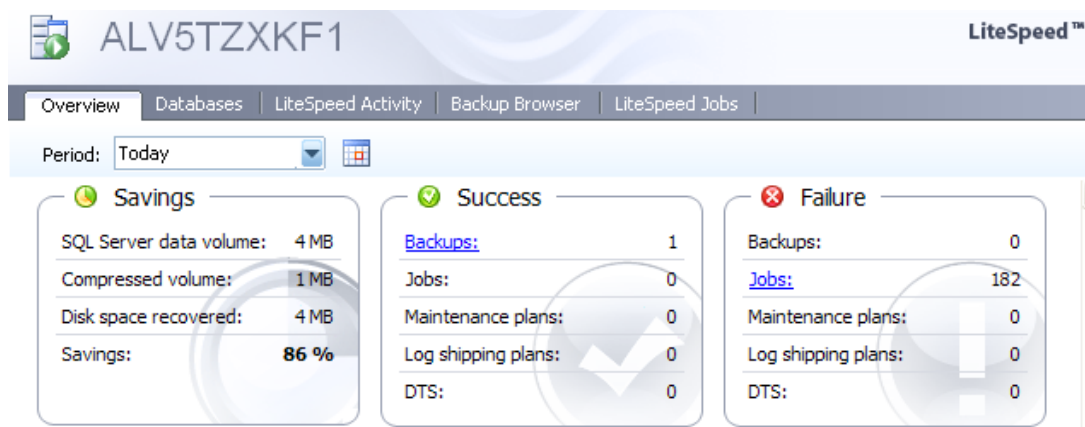 ALV5TZXKF1
LiteSpeed™
Overview Databases LiteSpeed Activity Backup Browser LiteSpeed Jobs
Period: Today
Savings
SQL Server data volume: 4 MB
Compressed volume: 1 MB
Disk space recovered: 4 MB
Savings: 86 %
Success
Backups: 1
Jobs: 0
Maintenance plans: 0
Log shipping plans: 0
DTS: 0
Failure
Backups: 0
Jobs: 182
Maintenance plans: 0
Log shipping plans: 0
DTS: 0